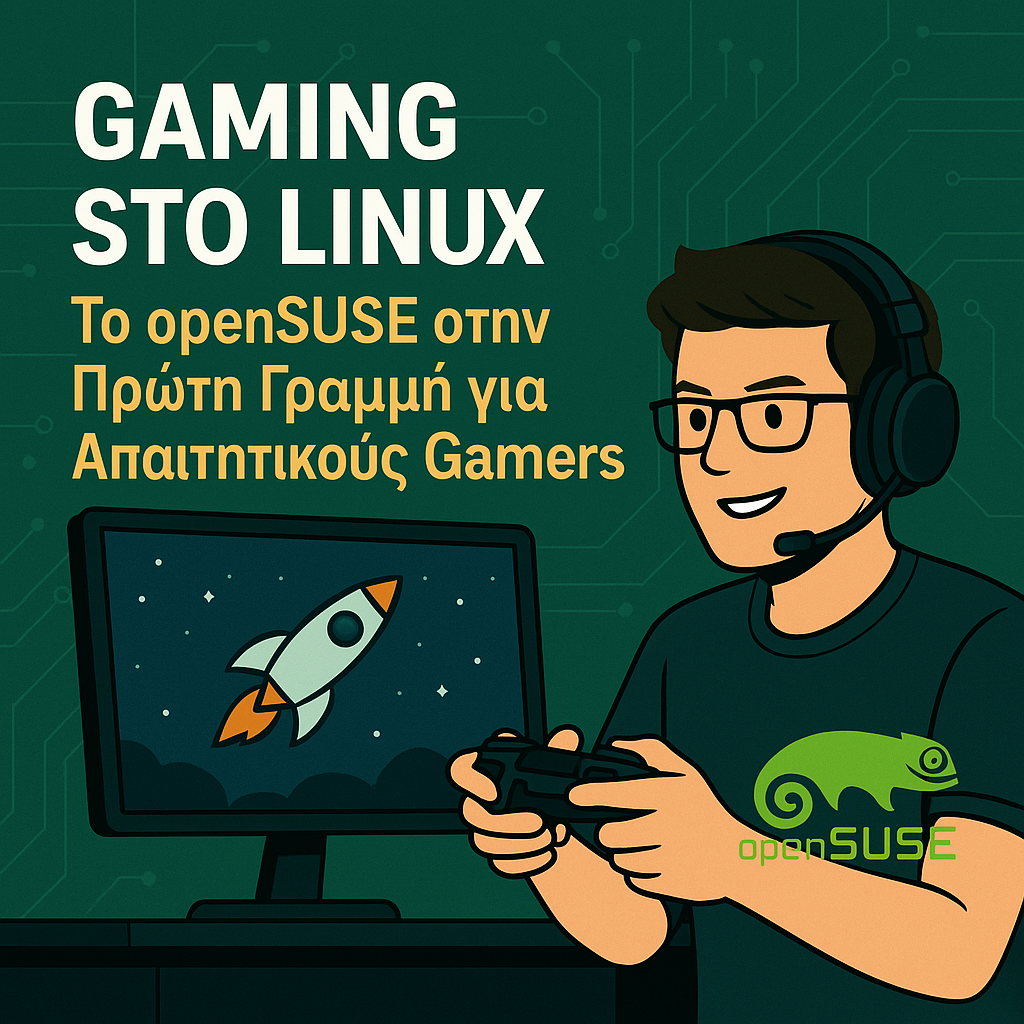 GAMING
STO LINUX
Το openSUSE στην
Πρώτη Γραμμή για
Απαιτητικούς Gamers
openSUSE